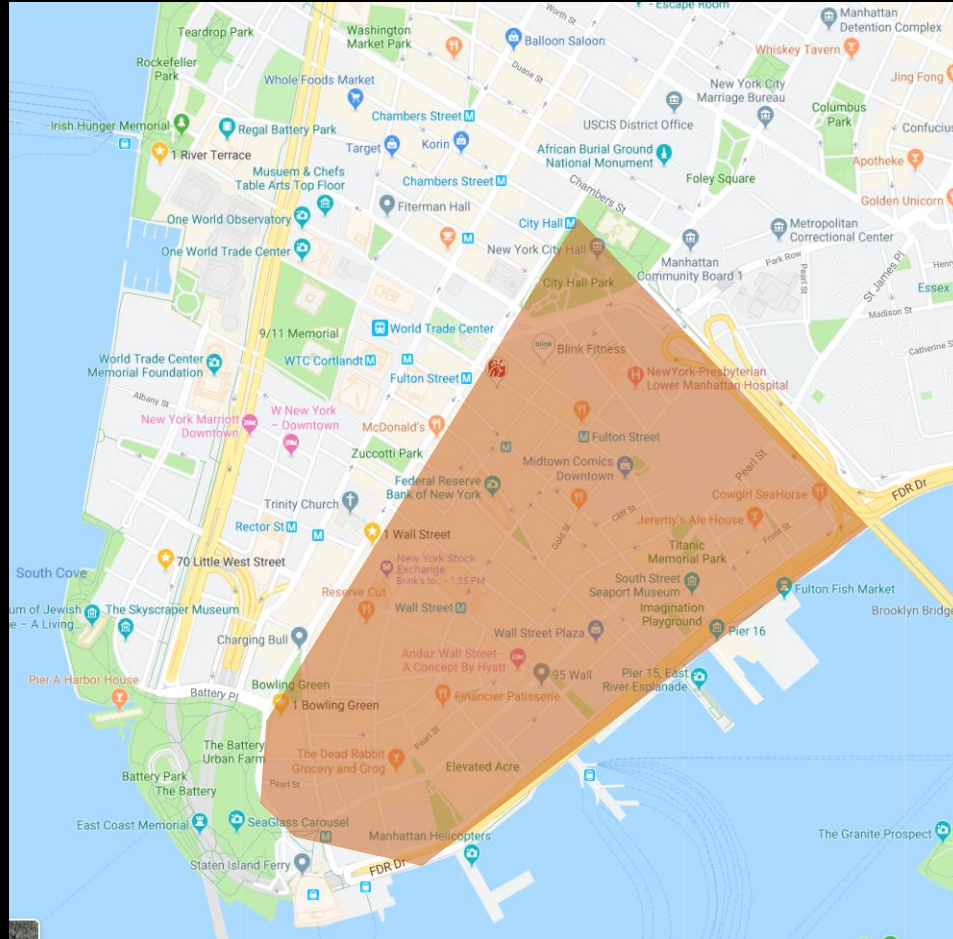 - Escape Room
Teardrop Park
Washington
Market Park
Worth St
Balloon Saloon
Manhattan
Detention Complex
Whiskey Tavern
Rockefeller
Park
Whole Foods Market
Duane St
New York City
Marriage Bureau
Jing Fong
Irish Hunger Memorial
Regal Battery Park
Chambers Street
USCIS District Office
Columbus
Park
Confucius
1 River Terrace
Target
Korin
African Burial Ground
National Monument
Apotheke
Musuem & Chefs
Table Arts Top Floor
Chambers Street
Chambers St
Foley Square
Golden Unicorn
One World Observatory
Fiterman Hall
City Hall
Metropolitan
Correctional Center
One World Trade Center
New York City Hall
Manhattan
Community Board 1
Park Row
Pearl St
St James Pl
Henry
City Hall Park
Essex
Madison St
9/11 Memorial
World Trade Center
blink
Blink Fitness
Catherine St
World Trade Center
Memorial Foundation
WTC Cortlandt
Fulton Street
NewYork-Presbyterian
Lower Manhattan Hospital
Albany St
New York Marriott
Downtown
W New York
– Downtown
McDonald's
Fulton Street
Zuccotti Park
Midtown Comics
Downtown
Pearl St
Federal Reserve
Bank of New York
Cowgirl SeaHorse
FDR Dr
Trinity Church
Cliff St
Jeremy's Ale House
Rector St
1 Wall Street
Gold St
Front St
70 Little West Street
New York Stock
Exchange
Brink's to... • 1:35 PM
Titanic
Memorial Park
South Cove
Reserve Cut
South Street
Seaport Museum
Fulton Fish Market
um of Jewish
e – A Living...
The Skyscraper Museum
Wall Street
Imagination
Playground
Brooklyn Bridge
Charging Bull
Wall Street Plaza
Pier 16
Andaz Wall Street -
A Concept By Hyatt
95 Wall
Pier 15, East
River Esplanade
Pier A Harbor House
Battery Pl
Bowling Green
1 Bowling Green
Financier Patisserie
The Battery
Urban Farm
Pearl St
The Dead Rabbit
Grocery and Grog
Elevated Acre
Battery Park
The Battery
Pearl St
East Coast Memorial
SeaGlass Carousel
Manhattan Helicopters
The Granite Prospect
Staten Island Ferry
FDR Dr